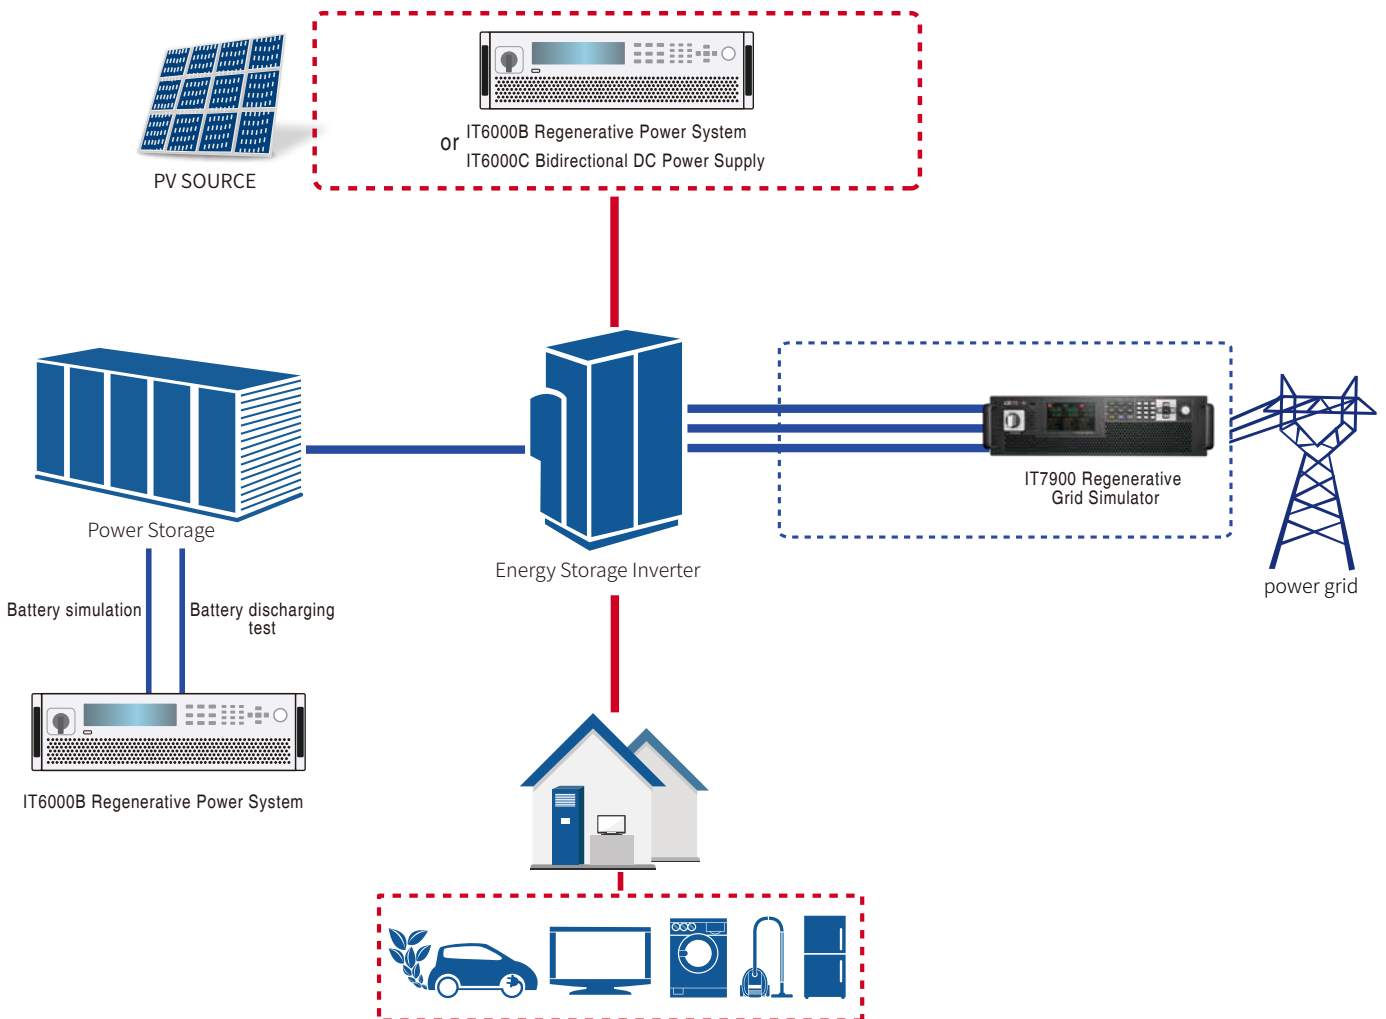 PV SOURCE
or
IT6000B Regenerative Power System
IT6000C Bidirectional DC Power Supply
IT7900 Regenerative
Grid Simulator
power grid
Power Storage
Energy Storage Inverter
Battery simulation
Battery discharging
test
IT6000B Regenerative Power System